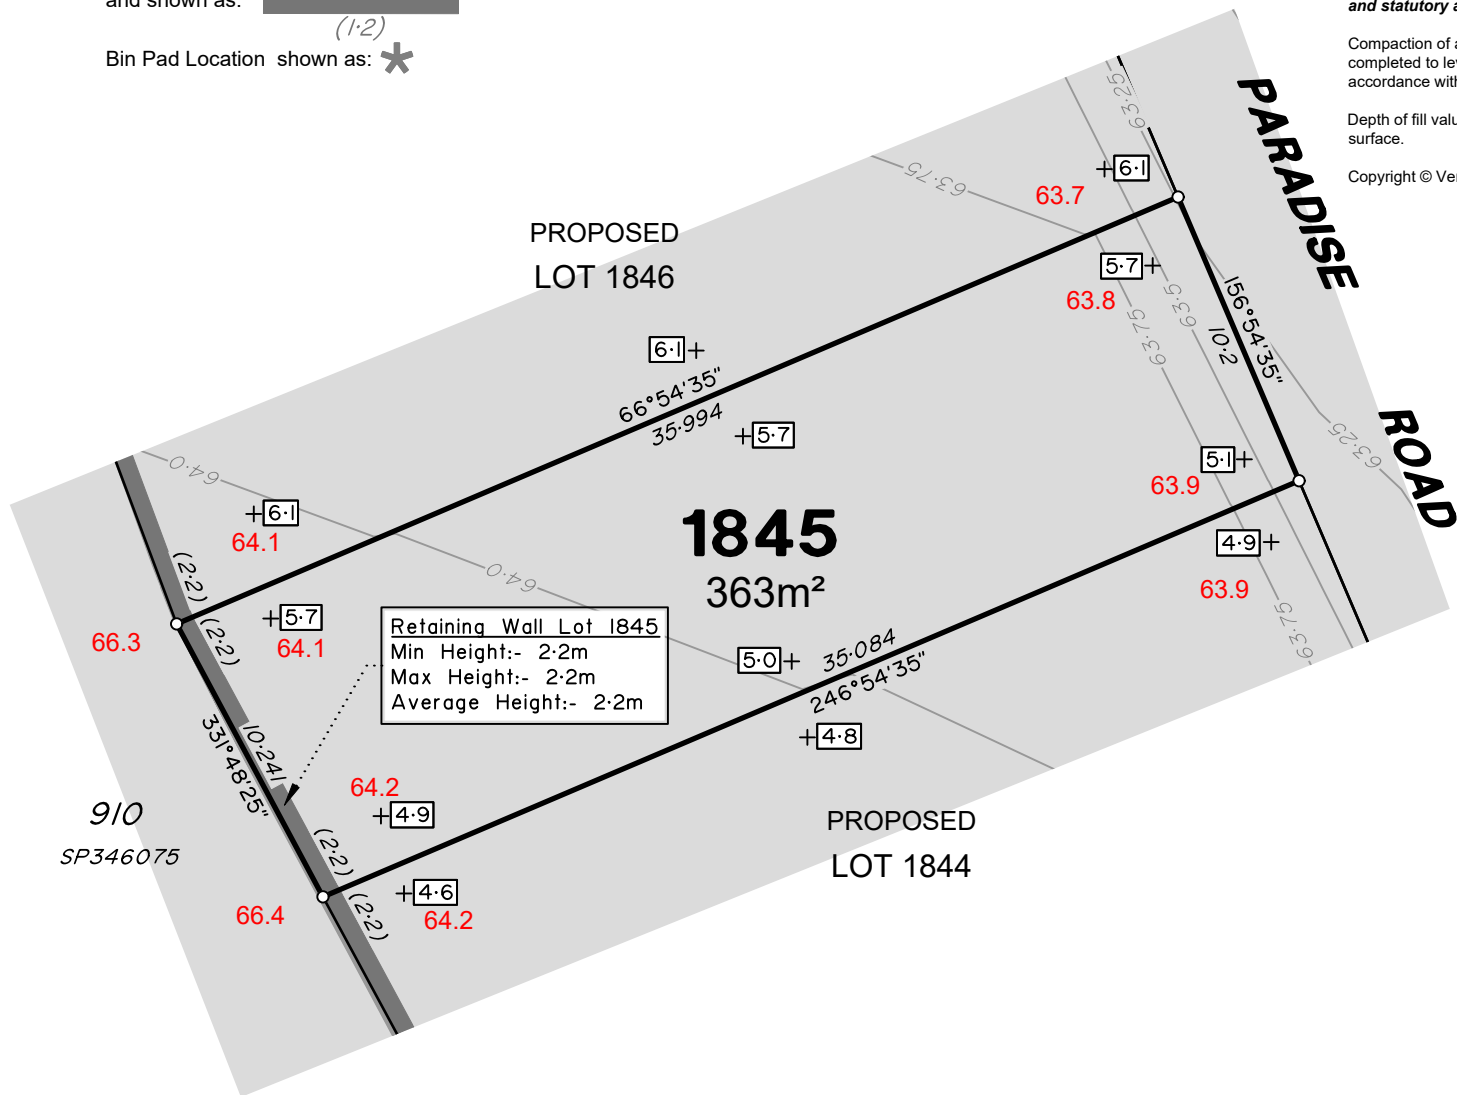 and shown as:
(1·2)
Bin Pad Location shown as:
and statutory a
Compaction of a
completed to lev
accordance with
Depth of fill valu
surface.
Copyright © Ve
PARADISE
ROAD
63·25
63·75
6·1
63.7
PROPOSED
LOT 1846
5·7
63.8
63·75
63·5
156°54'35"
10·2
6·1
66°54'35"
35·994
5·7
63·25
64·0
5·1
63.9
6·1
64.1
1845
363m²
4·9
63.9
64·0
(2·2)
(2·2)
5·7
64.1
66.3
Retaining Wall Lot 1845
Min Height:- 2·2m
Max Height:- 2·2m
Average Height:- 2·2m
5·0
35·084
246°54'35"
63·75
4·8
331°48'25"
10·241
64.2
4·9
910
SP346075
PROPOSED
LOT 1844
(2·2)
(2·2)
4·6
64.2
66.4